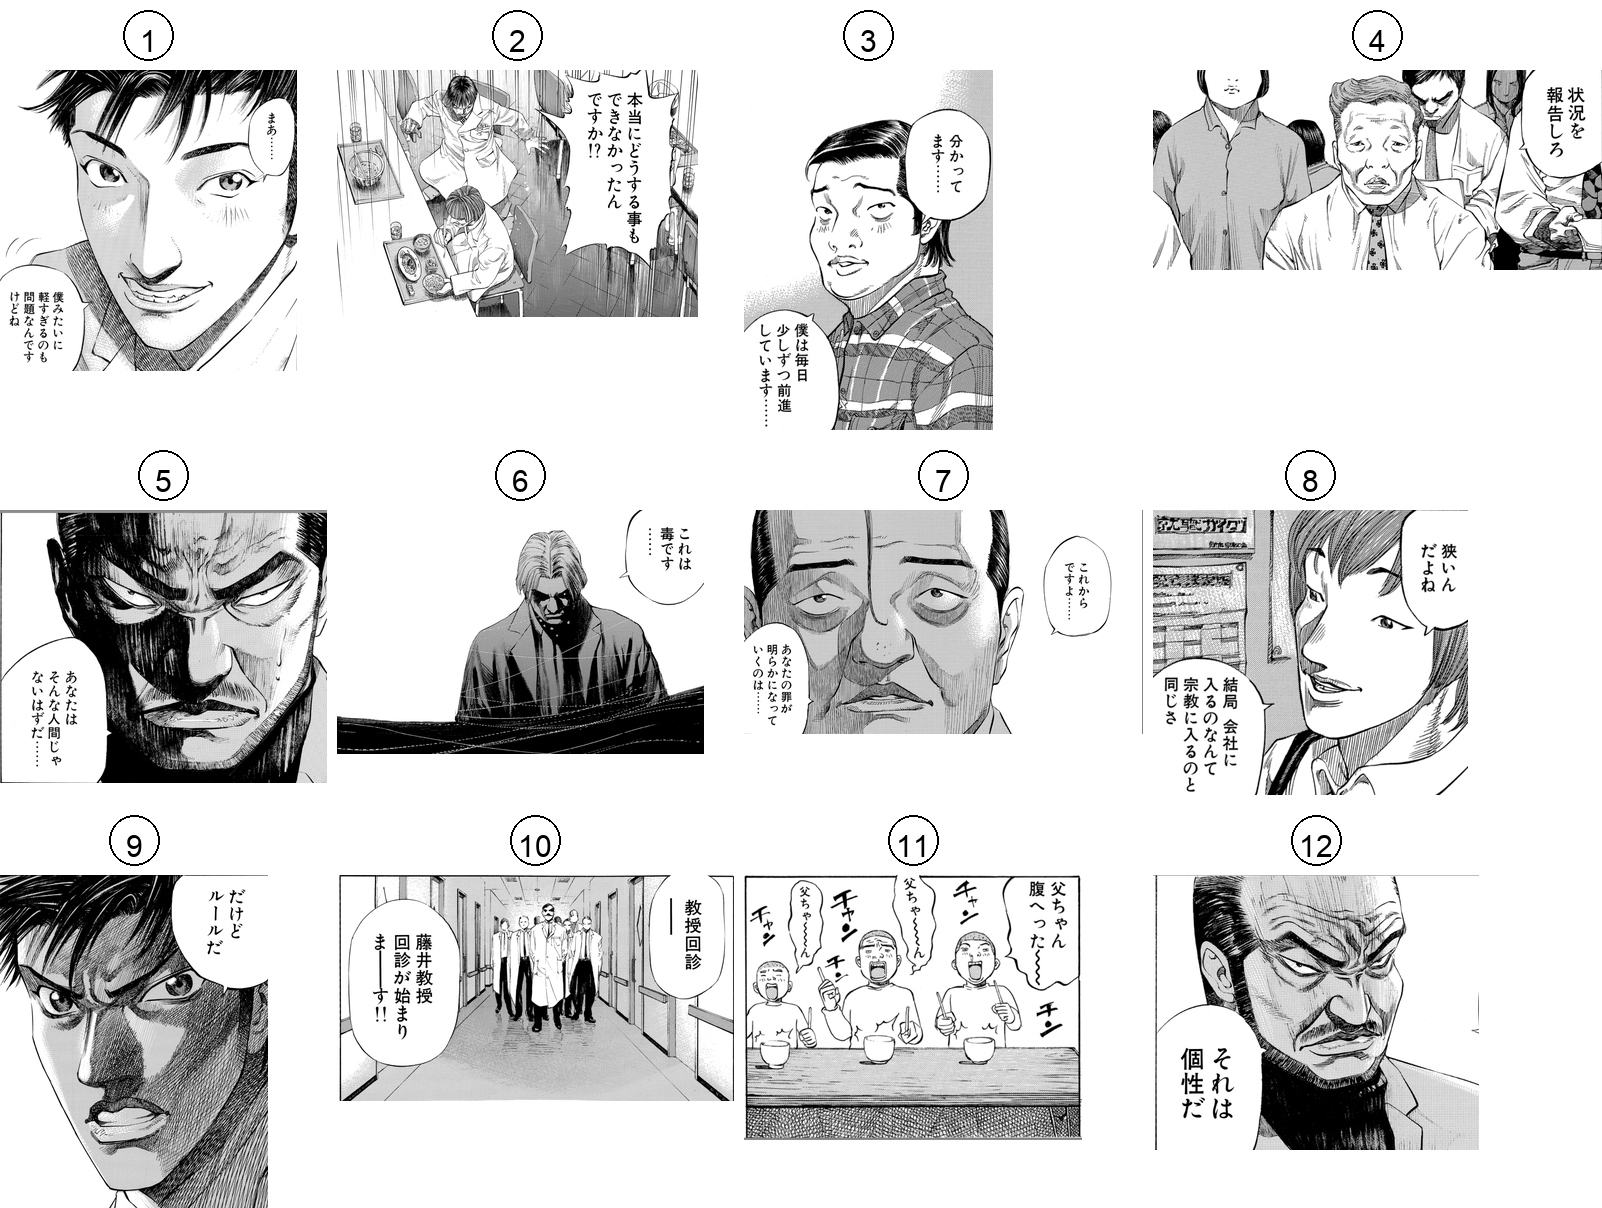 1
まあ……
僕みたいに
軽すぎるのも
問題なんです
けどね
2
本当にどうする事も
できなかったん
ですか!?
3
分かって
ます……
僕は毎日
少しずつ前進
しています……
4
状況を
報告しろ
5
あなたは
そんな人間じゃ
ないはずだ……
6
これは
毒です
……
7
これから
ですよ……
あなたの罪が
明らかになって
いくのは……
8
狭いん
だよね
結局 会社に
入るのなんて
宗教に入るのと
同じさ
9
だけど
ルールだ
10
教授回診
――
藤井教授
回診が始まり
ま――す!!
11
父ちゃん
腹へった〜〜〜
チャン
父ちゃ〜〜〜〜ん
チャン
父ちゃ〜〜〜〜ん
チャン
チン
チン
12
それは
個性だ